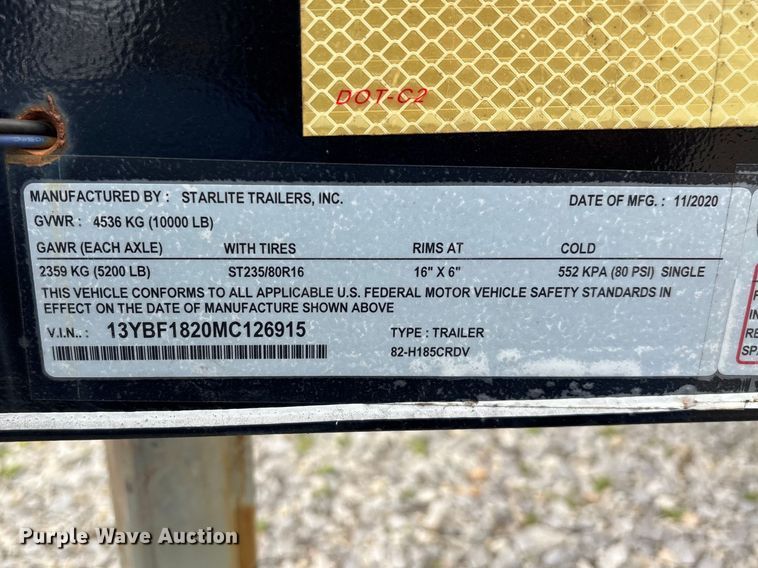 DOT-C2
MANUFACTURED BY : STARLITE TRAILERS, INC. DATE OF MFG. : 11/2020
GVWR : 4536 KG (10000 LB)
GAWR (EACH AXLE) WITH TIRES RIMS AT COLD
2359 KG (5200 LB) ST235/80R16 16" X 6" 552 KPA (80 PSI) SINGLE
THIS VEHICLE CONFORMS TO ALL APPLICABLE U.S. FEDERAL MOTOR VEHICLE SAFETY STANDARDS IN
EFFECT ON THE DATE OF MANUFACTURE SHOWN ABOVE
V.I.N.. : 13YBF1820MC126915 TYPE : TRAILER
82-H185CRDV
Purple Wave Auction